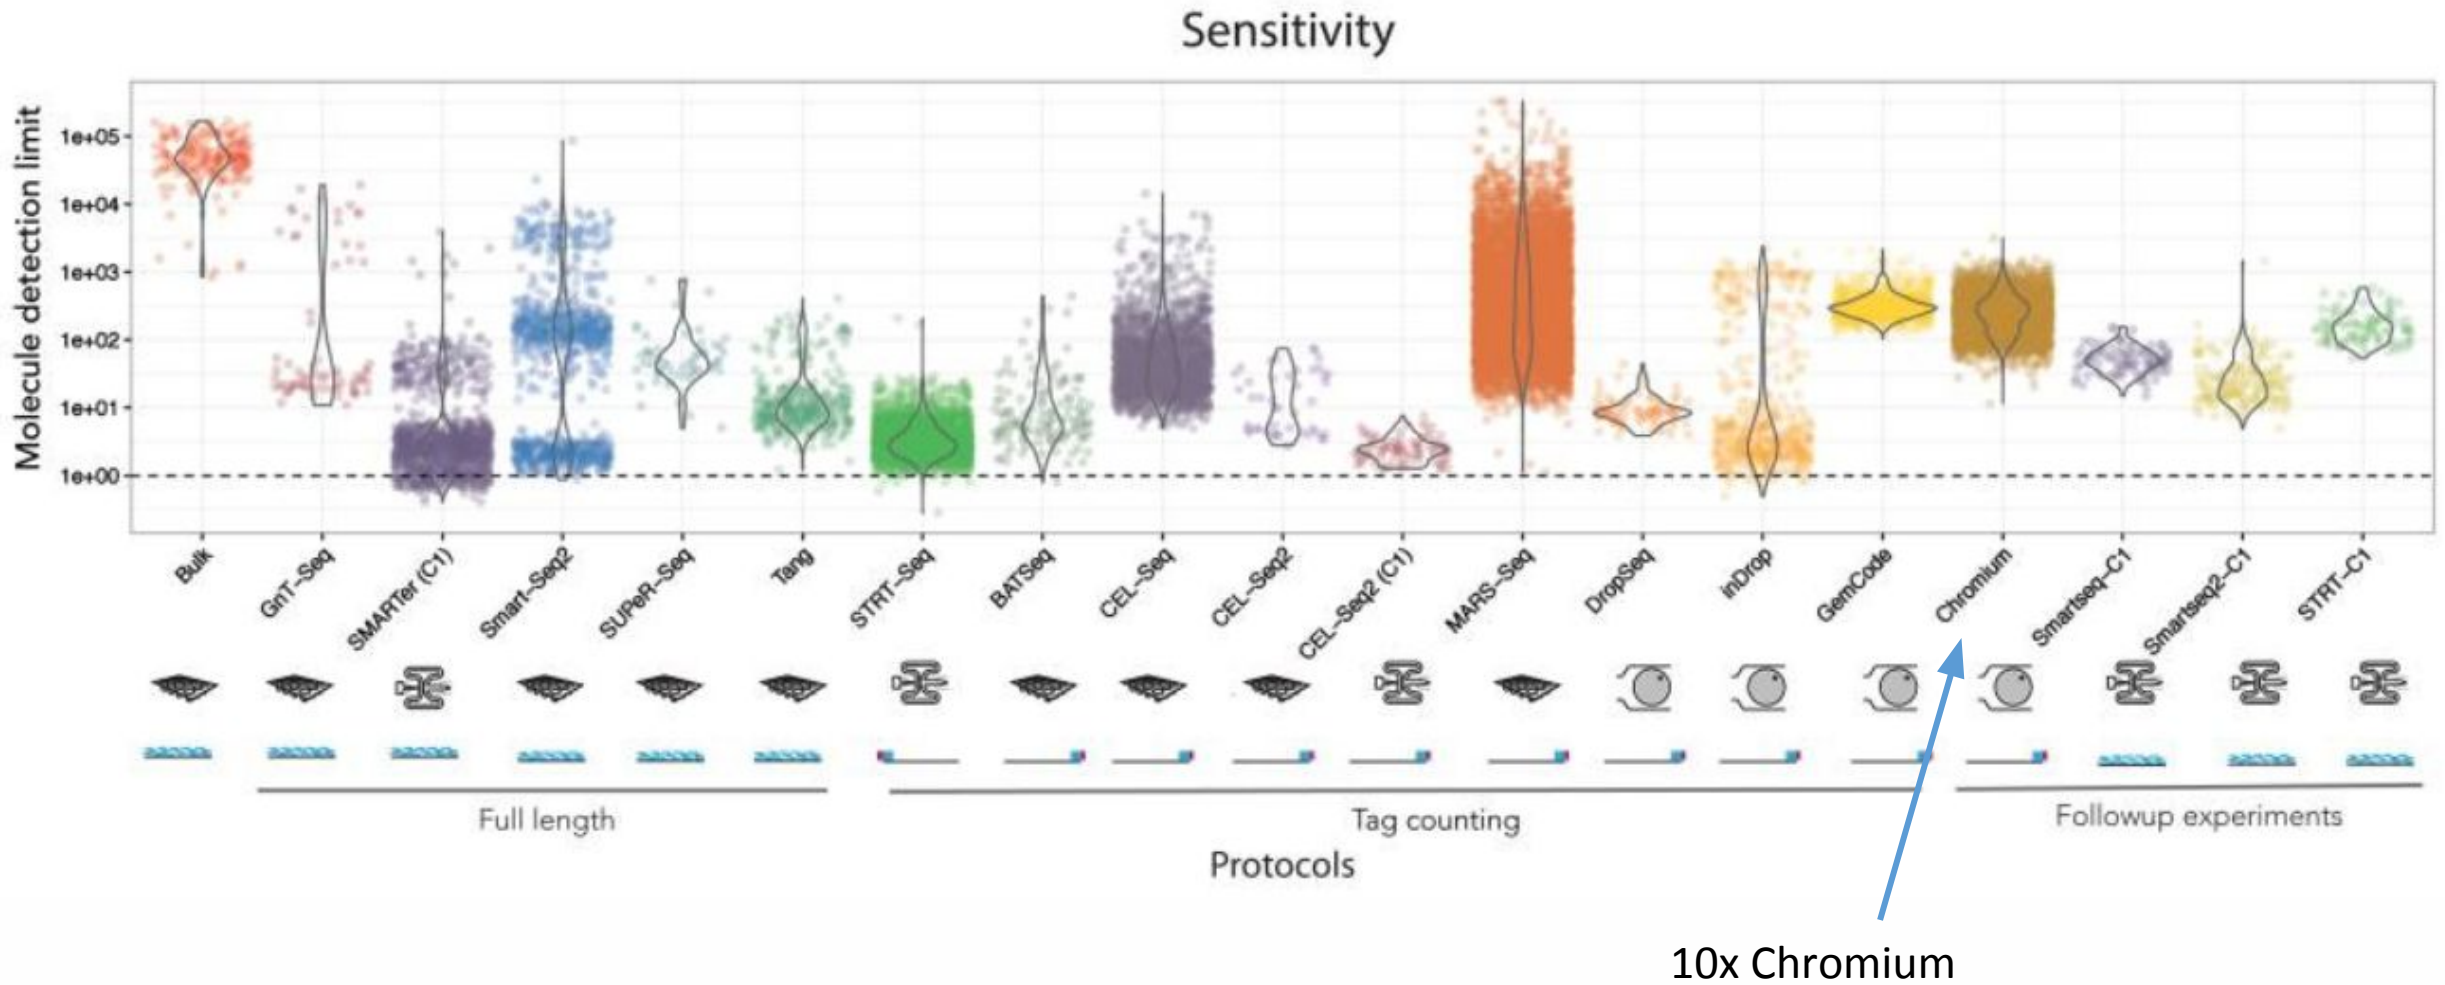 Sensitivity
Molecule detection limit
1e+05
1e+04
1e+03
1e+02
1e+01
1e+00
Bulk
GnT-Seq
SMARTer (C1)
Smart-Seq2
SUPeR-Seq
Tang
STRT-Seq
BATSeq
CEL-Seq
CEL-Seq2
CEL-Seq2 (C1)
MARS-Seq
DropSeq
inDrop
GemCode
Chromium
Smartseq-C1
Smartseq2-C1
STRT-C1
Full length
Tag counting
Followup experiments
Protocols
10x Chromium